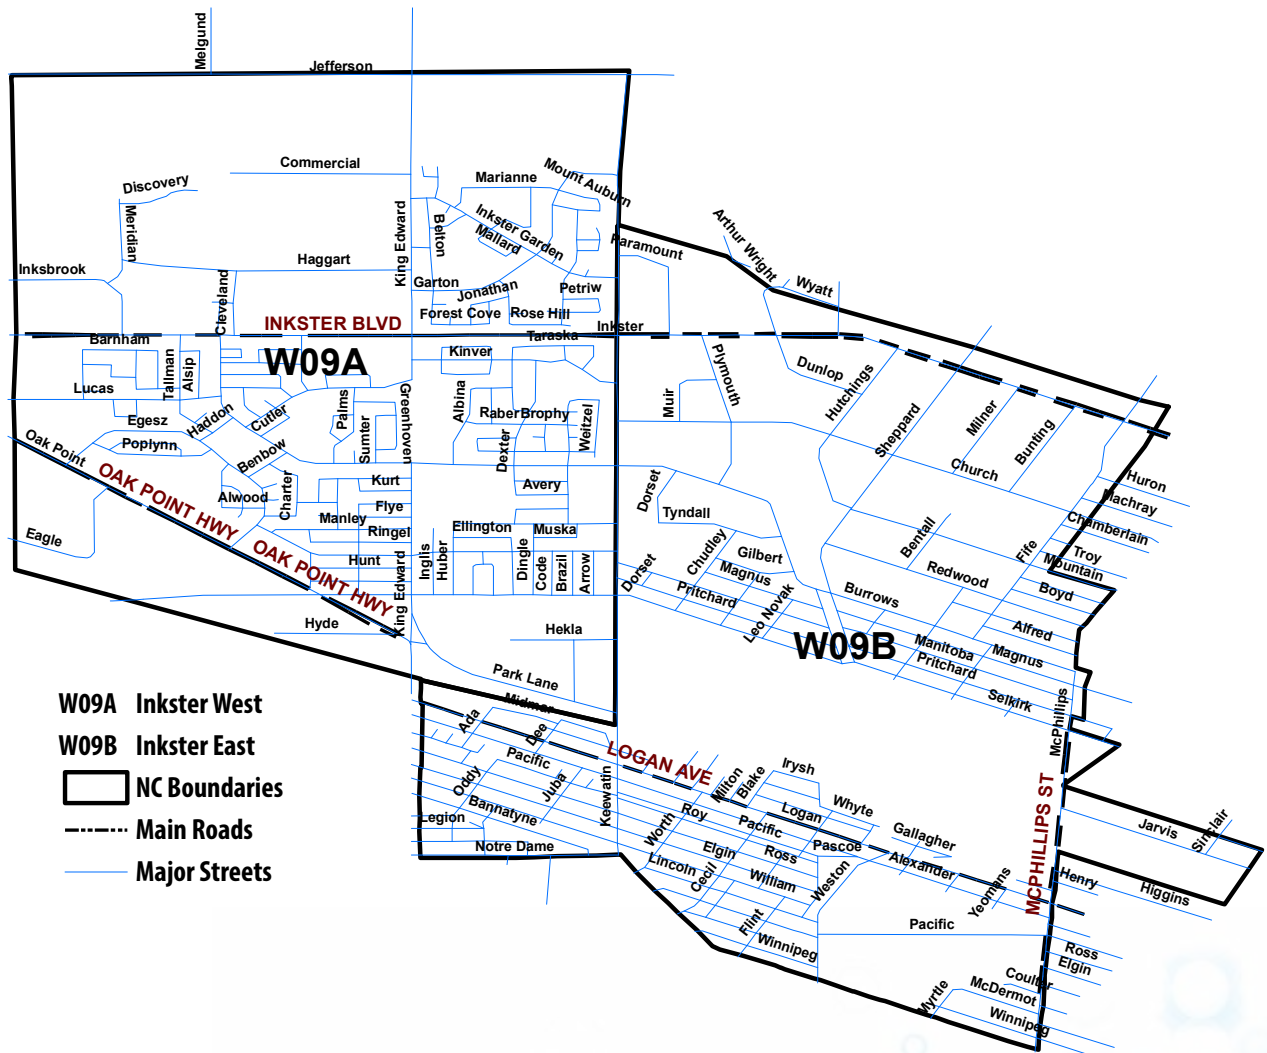 Melgund
Jefferson
Commercial
Discovery
Marianne
Mount Auburn
Meridian
King Edward
Belton
Inkster Garden
Mallard
Arthur Wright
Paramount
Haggart
Inksbrook
Cleveland
Garton
Jonathan
Petriw
Wyatt
Forest Cove
Rose Hill
INKSTER BLVD
Inkster
Taraska
Barnham
W09A
Kinver
Plymouth
Dunlop
Hutchings
Tallman
Alsip
Lucas
Greenhoven
Albina
Muir
Palms
Haddon
Cutler
Raber
Brophy
Weitzel
Sheppard
Milner
Bunting
Egesz
Poplynn
Sumter
Oak Point
Benbow
Dexter
Church
OAK POINT HWY
Charter
Kurt
Avery
Dorset
Huron
Alwood
Flye
Machray
Manley
Ringel
Ellington
Muska
Tyndall
Chamberlain
Eagle
OAK POINT HWY
Hunt
Inglis
Huber
Dingle
Code
Brazil
Arrow
Dorset
Chudley
Gilbert
Magnus
Bentall
Fife
Troy
Mountain
Redwood
Boyd
Pritchard
Leo Novak
Burrows
King Edward
Hyde
Hekla
W09B
Alfred
Manitoba
Magnus
Pritchard
Selkirk
Park Lane
Midmar
McPhillips
W09A Inkster West
W09B Inkster East
NC Boundaries
Main Roads
Major Streets
Ada
Dee
LOGAN AVE
Pacific
Oddy
Juba
Keewatin
Milton
Blake
Irysh
Bannatyne
Legion
Roy
Worth
Logan
Whyte
MCPHILLIPS ST
Pacific
Gallagher
Jarvis
Sinclair
Notre Dame
Elgin
Ross
Pascoe
Lincoln
Cecil
William
Weston
Alexander
Yeomans
Henry
Higgins
Flint
Winnipeg
Pacific
Ross
Elgin
Coulter
McDermot
Myrtle
Winnipeg